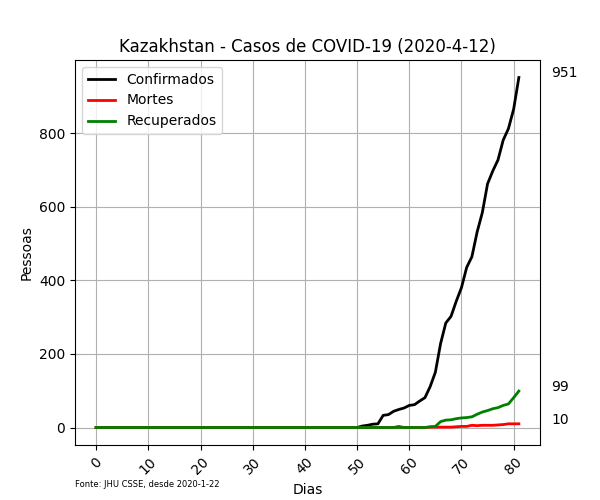 Kazakhstan - Casos de COVID-19 (2020-4-12)
Confirmados
Mortes
Recuperados
951
99
10
Pessoas
800
600
400
200
0
0 10 20 30 40 50 60 70 80
Dias
Fonte: JHU CSSE, desde 2020-1-22